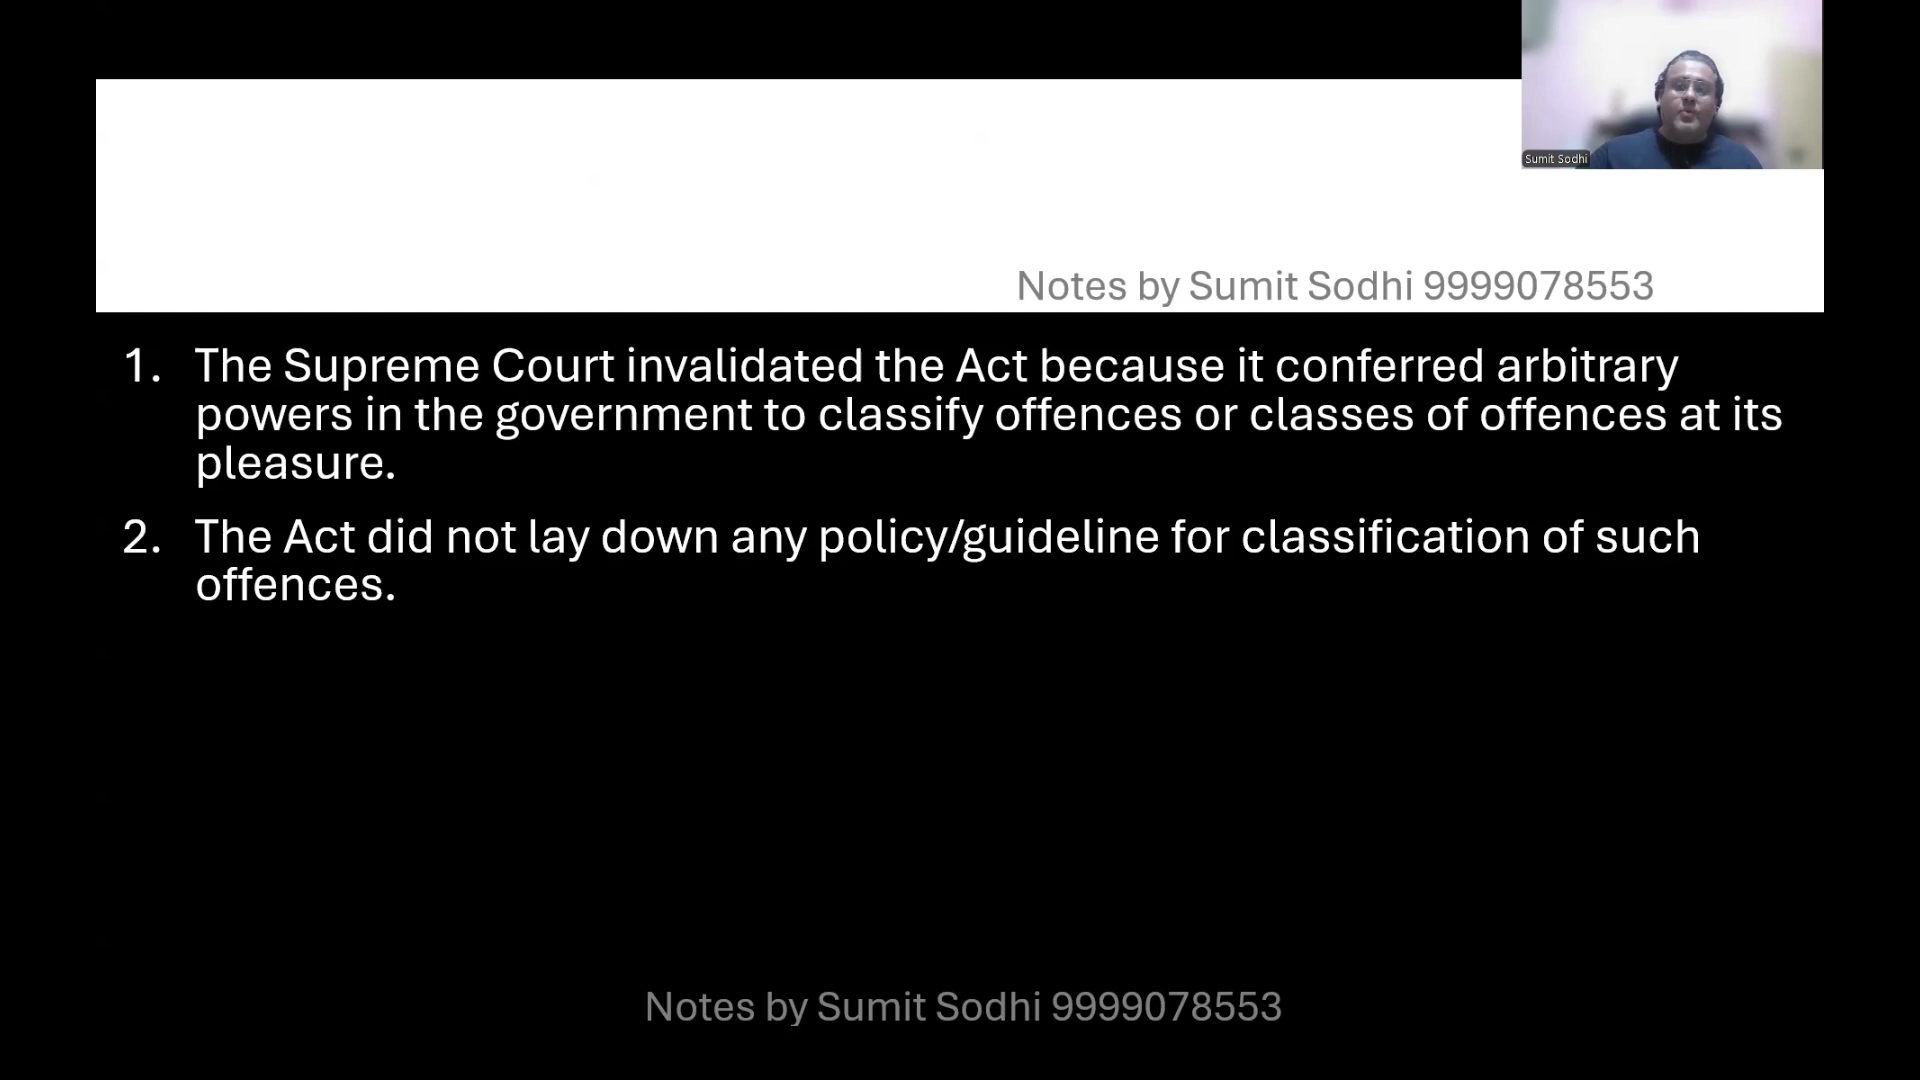 Sumit Sodhi
Notes by Sumit Sodhi 9999078553
1. The Supreme Court invalidated the Act because it conferred arbitrary
powers in the government to classify offences or classes of offences at its
pleasure.
2. The Act did not lay down any policy/guideline for classification of such
offences.
Notes by Sumit Sodhi 9999078553